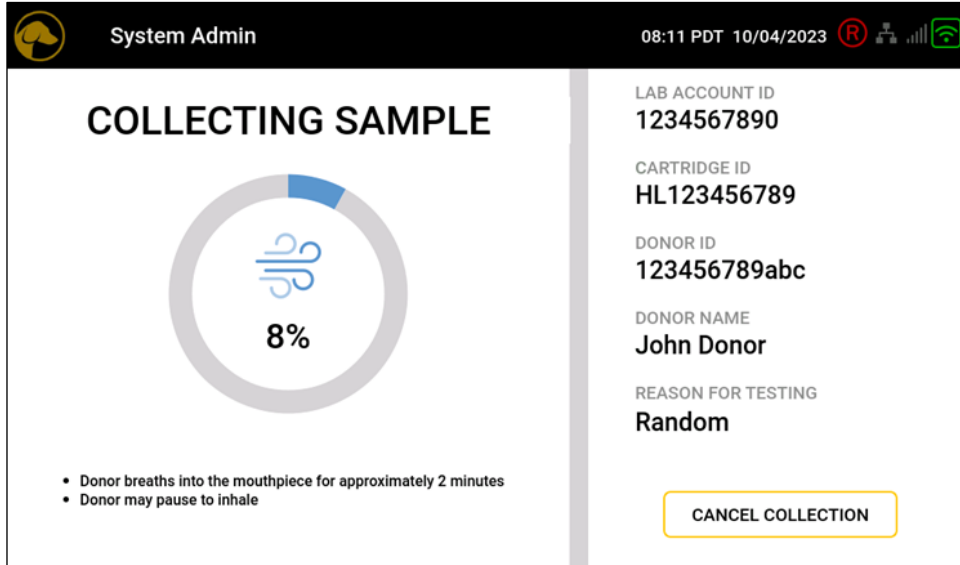 System Admin
08:11 PDT 10/04/2023 R
COLLECTING SAMPLE
8%
• Donor breaths into the mouthpiece for approximately 2 minutes
• Donor may pause to inhale
LAB ACCOUNT ID
1234567890
CARTRIDGE ID
HL123456789
DONOR ID
123456789abc
DONOR NAME
John Donor
REASON FOR TESTING
Random
CANCEL COLLECTION